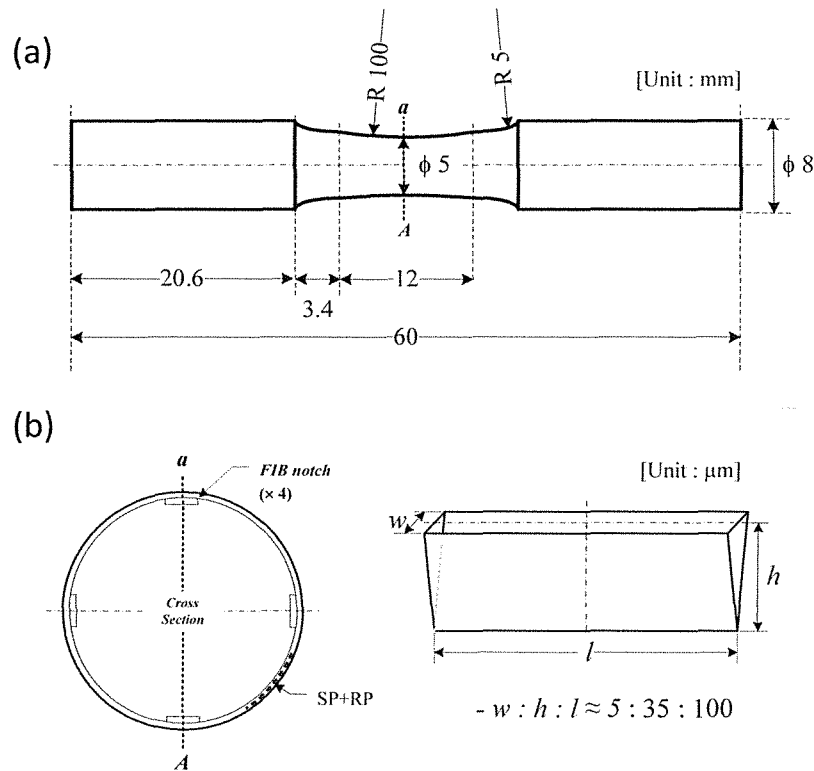 (a)
R 100
R 5
[Unit : mm]
a
ϕ 5
ϕ 8
A
20.6
12
3.4
60
(b)
a
FIB notch
(× 4)
[Unit : μm]
w
h
Cross
Section
l
SP+RP
- w : h : l ≈ 5 : 35 : 100
A